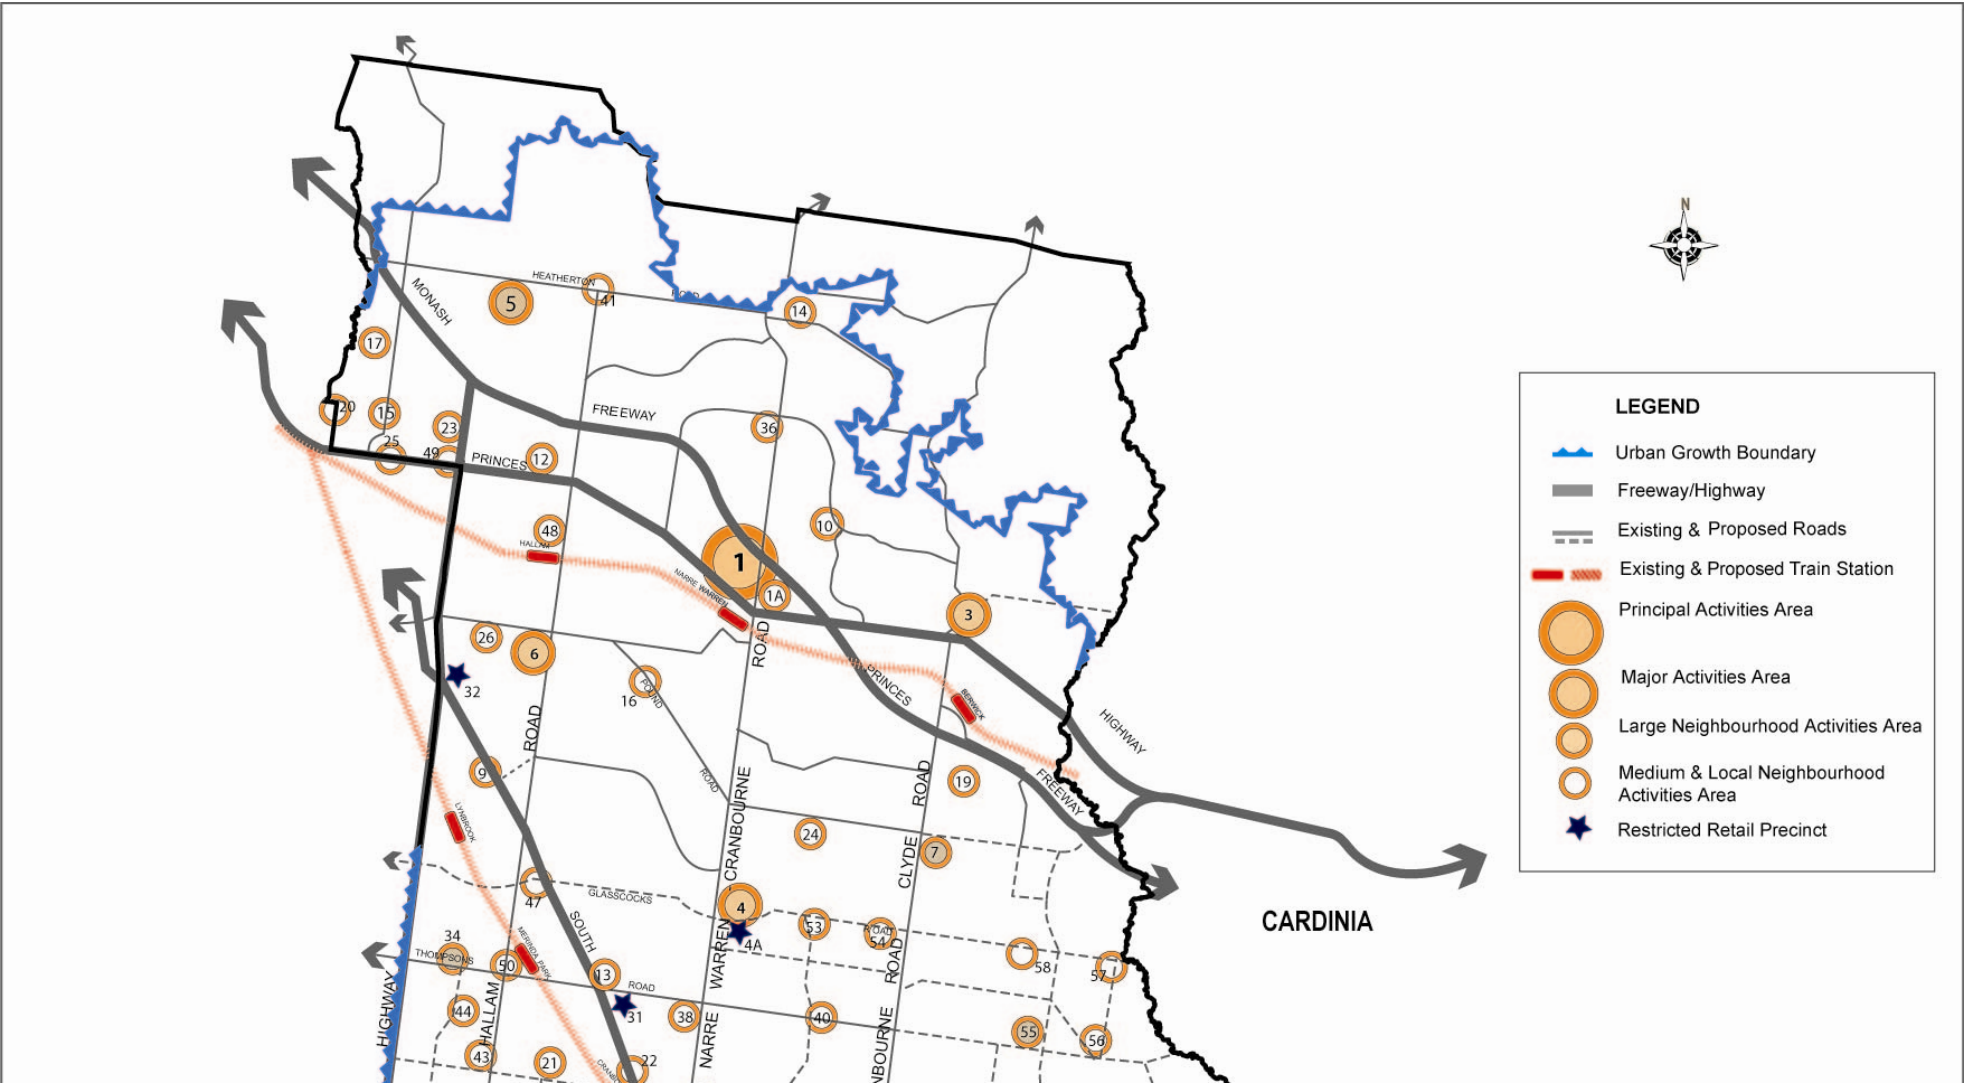 N
HEATHERTON
ROAD
41
5
MONASH
14
17
20
15
23
25
49
FREEWAY
36
PRINCES
12
48
HALLAM
10
1
1A
NARRE WARREN
3
26
6
ROAD
32
16
POUND
PRINCES
BERWICK
HIGHWAY
ROAD
9
ROAD
FREEWAY
19
LYNBROOK
CRANBOURNE
ROAD
24
7
CLYDE
47
GLASSCOCKS
4
4A
53
ROAD
54
SOUTH
34
THOMPSONS
50
MERINDA PARK
13
ROAD
31
WARREN
ROAD
58
57
CARDINIA
HIGHWAY
44
HALLAM
38
40
55
56
43
21
22
NARRE
LEGEND
Urban Growth Boundary
Freeway/Highway
Existing & Proposed Roads
Existing & Proposed Train Station
Principal Activities Area
Major Activities Area
Large Neighbourhood Activities Area
Medium & Local Neighbourhood
Activities Area
Restricted Retail Precinct